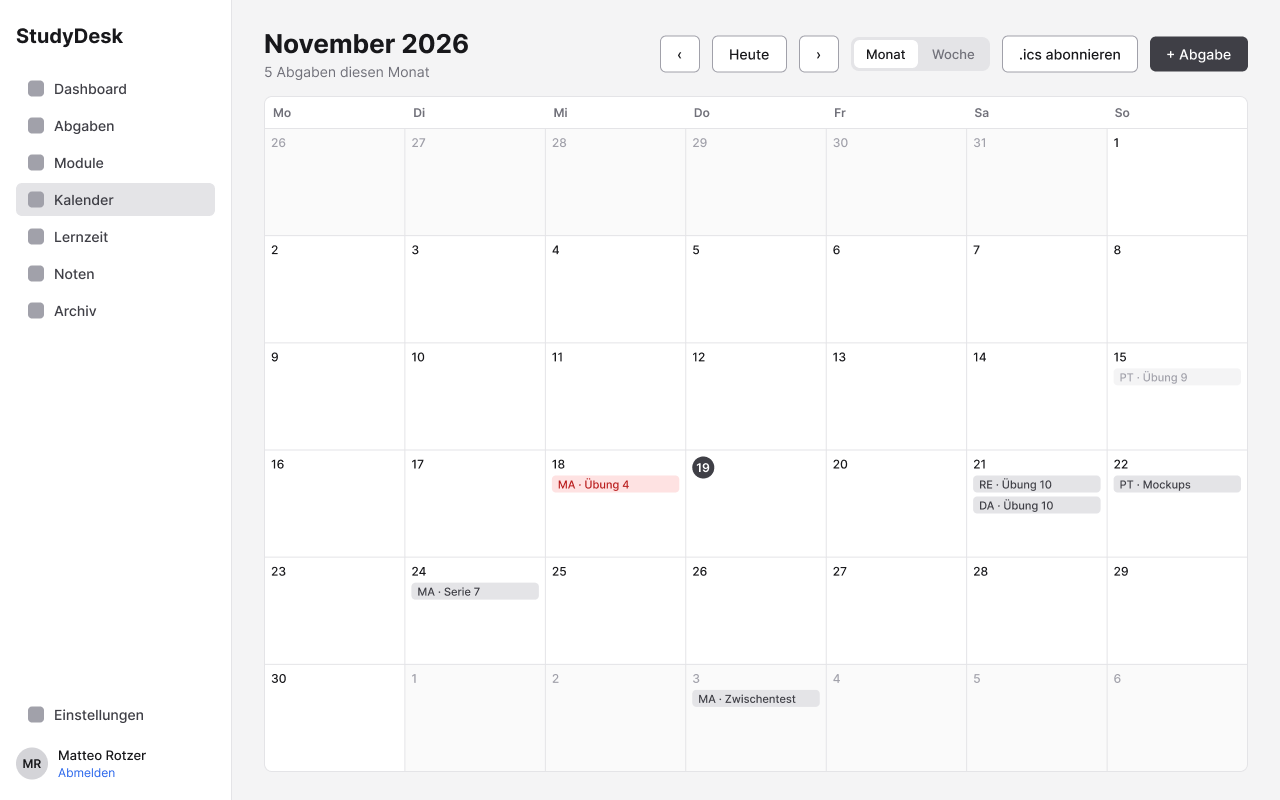 StudyDesk
Dashboard
Abgaben
Module
Kalender
Lernzeit
Noten
Archiv
Einstellungen
MR
Matteo Rotzer
Abmelden
November 2026
5 Abgaben diesen Monat
‹ Heute › Monat Woche .ics abonnieren + Abgabe
Mo Di Mi Do Fr Sa So
26 27 28 29 30 31 1
2 3 4 5 6 7 8
9 10 11 12 13 14 15
PT · Übung 9
16 17 18 19 20 21 22
MA · Übung 4 RE · Übung 10 PT · Mockups
DA · Übung 10
23 24 25 26 27 28 29
MA · Serie 7
30 1 2 3 4 5 6
MA · Zwischentest